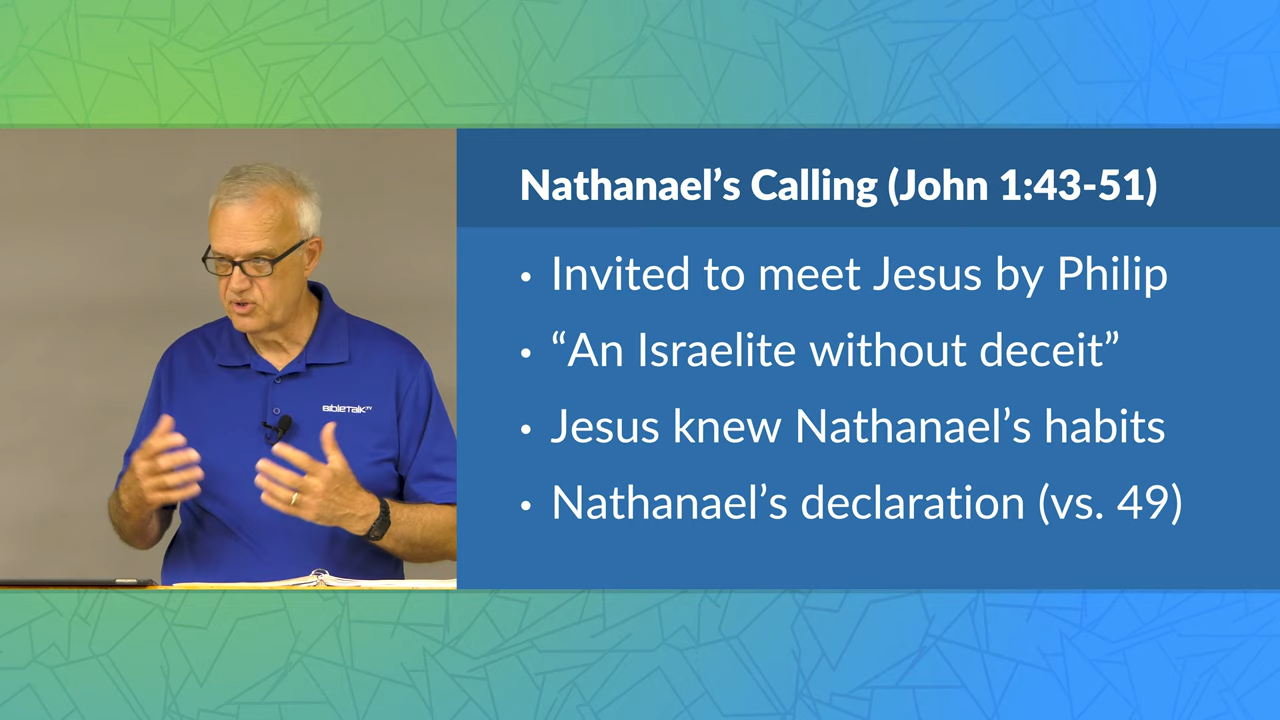 BibleTalk™
Nathanael’s Calling (John 1:43-51)
• Invited to meet Jesus by Philip
• “An Israelite without deceit”
• Jesus knew Nathanael’s habits
• Nathanael’s declaration (vs. 49)